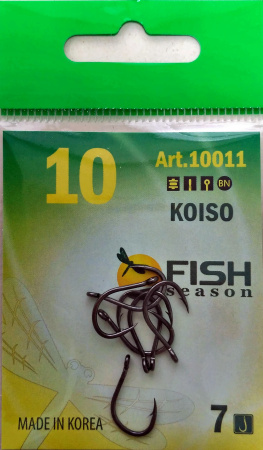 10
Art.10011
BN
KOISO
FISH
season
MADE IN KOREA
7